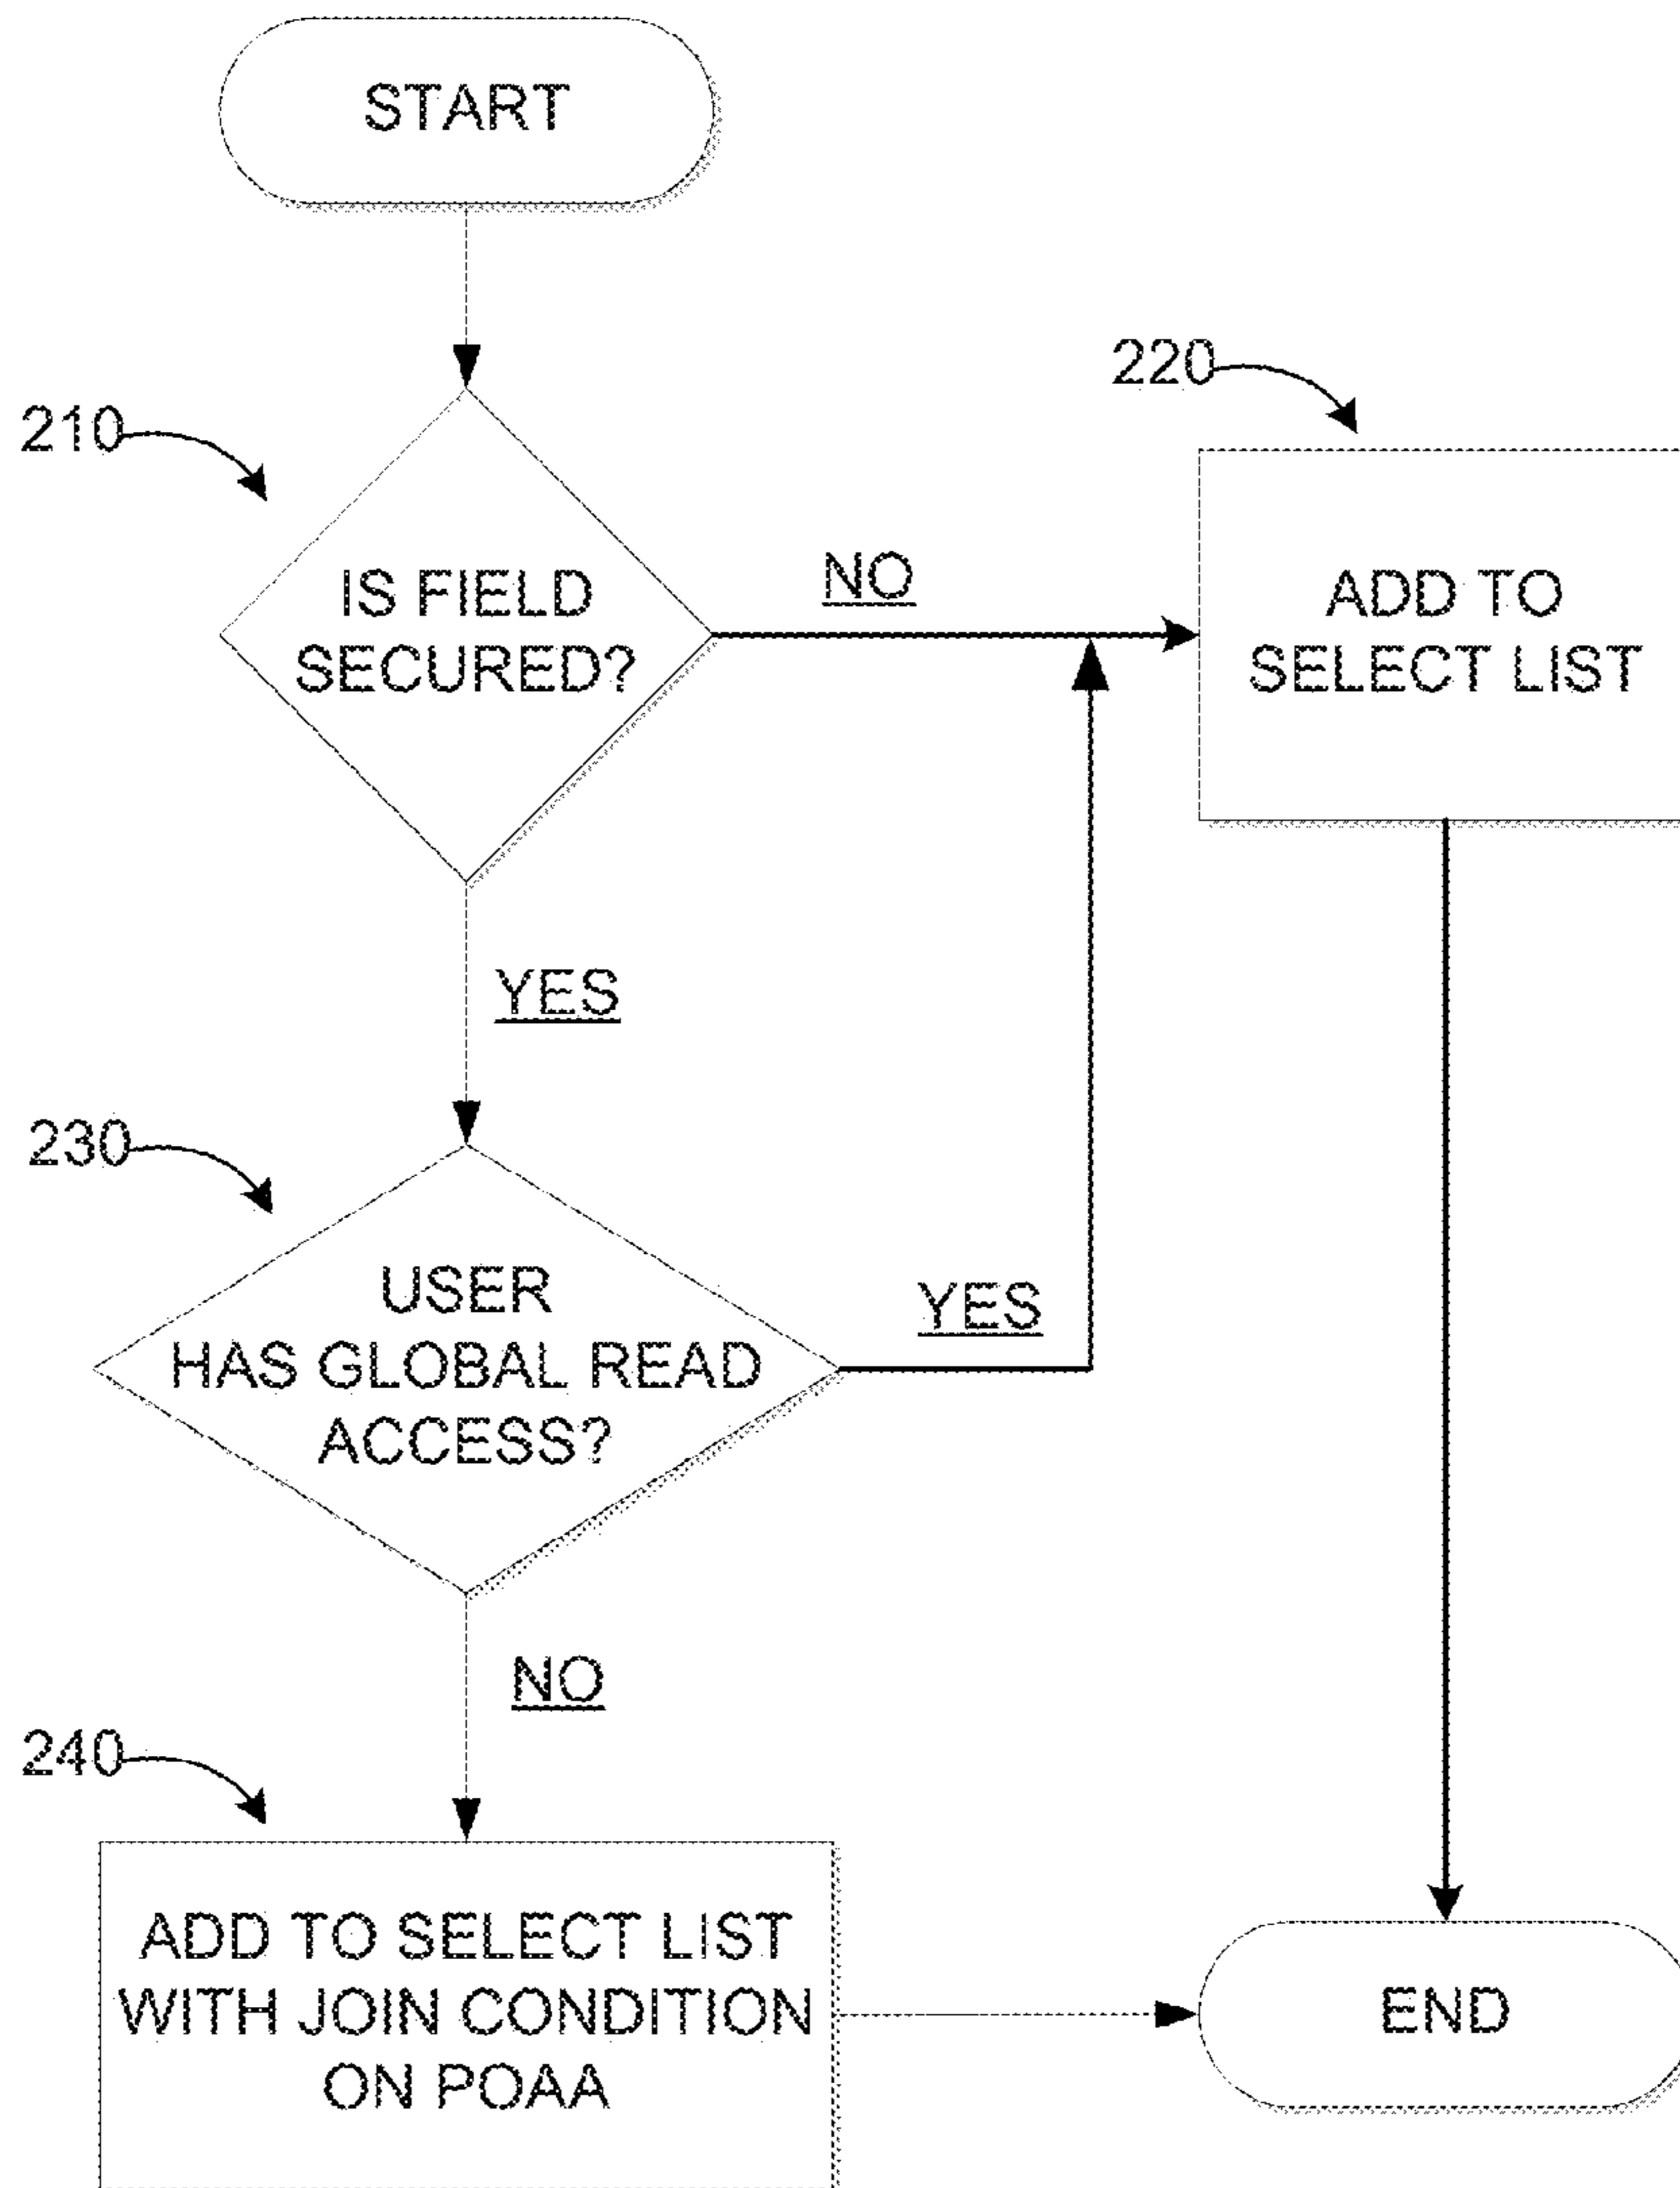 START
210
IS FIELD
SECURED?
NO
220
ADD TO
SELECT LIST
YES
230
USER
HAS GLOBAL READ
ACCESS?
YES
NO
240
ADD TO SELECT LIST
WITH JOIN CONDITION
ON POAA
END